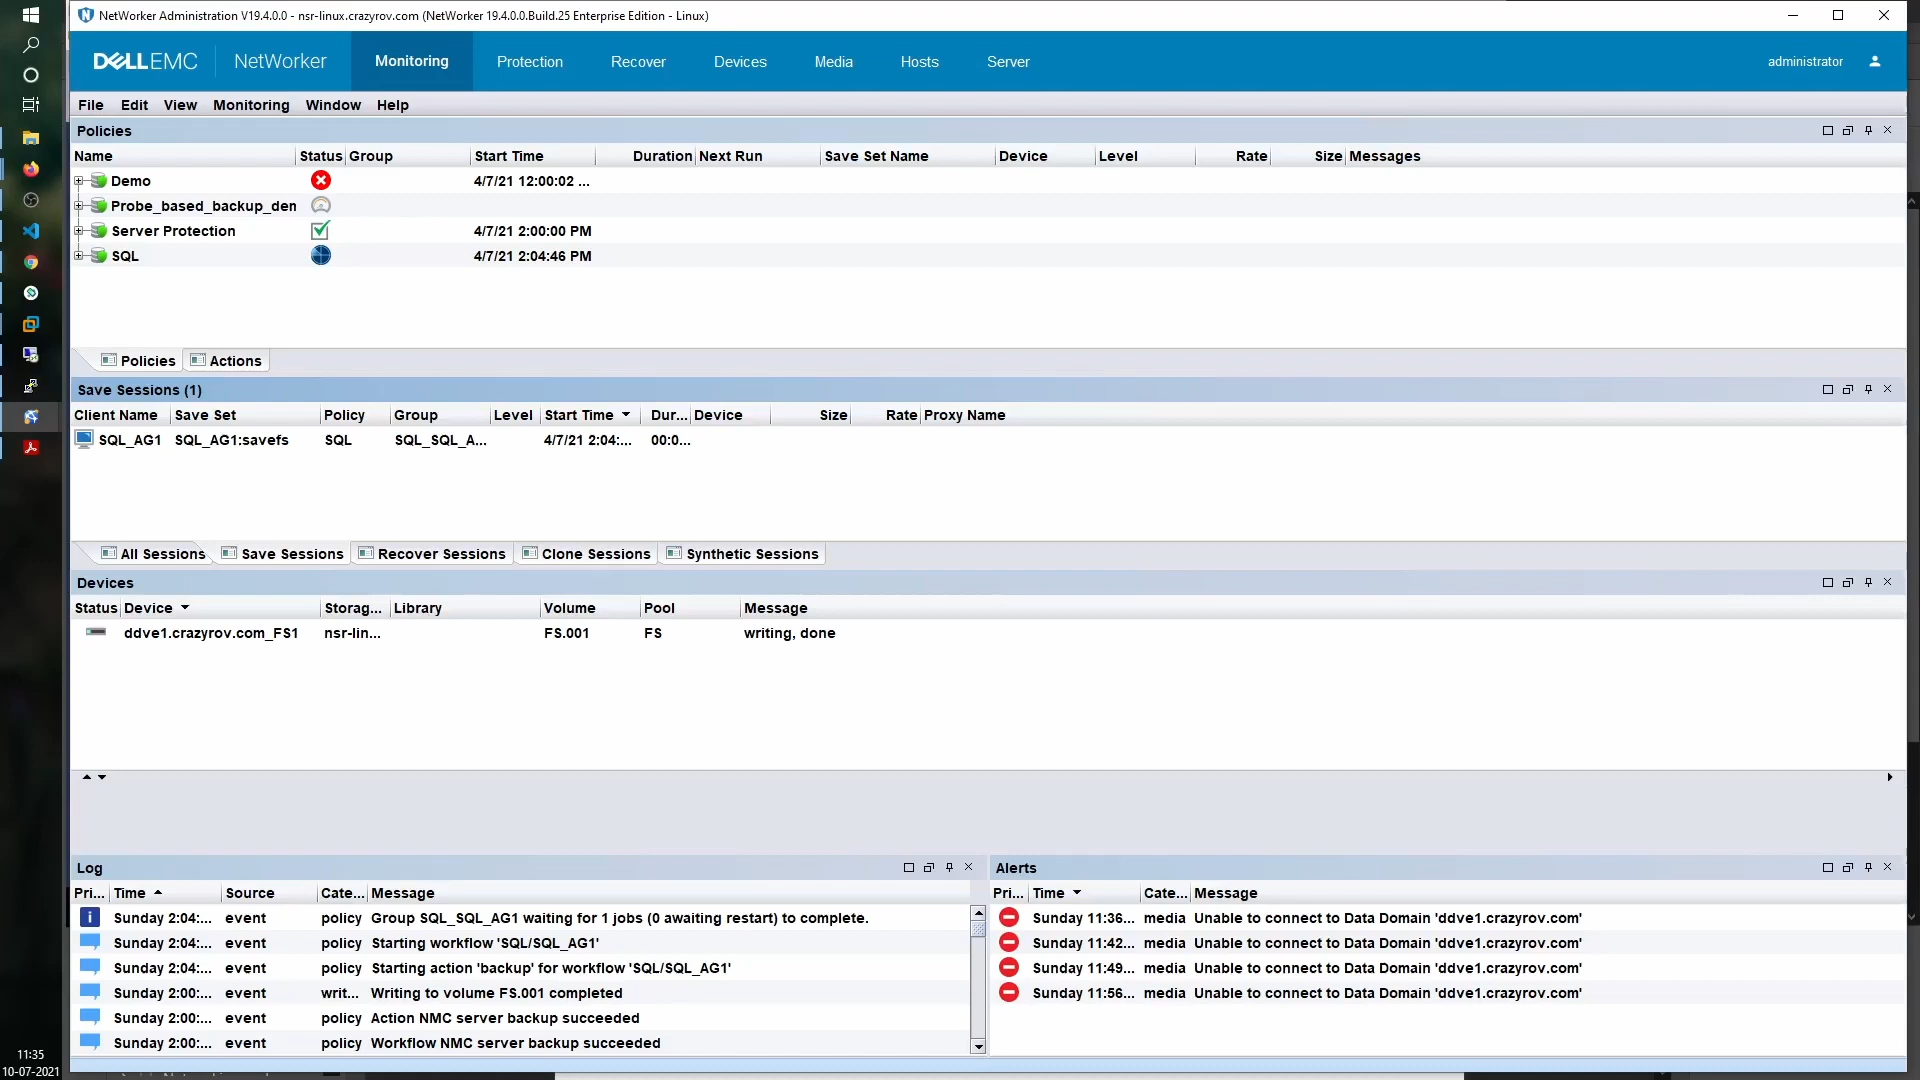 NetWorker Administration V19.4.0.0 - nsr-linux.crazyrov.com (NetWorker 19.4.0.0.Build.25 Enterprise Edition - Linux)
DELLEMC NetWorker Monitoring Protection Recover Devices Media Hosts Server administrator
File Edit View Monitoring Window Help
Policies
Name Status Group Start Time Duration Next Run Save Set Name Device Level Rate Size Messages
Demo 4/7/21 12:00:02 ...
Probe_based_backup_den
Server Protection 4/7/21 2:00:00 PM
SQL 4/7/21 2:04:46 PM
Policies Actions
Save Sessions (1)
Client Name Save Set Policy Group Level Start Time Dur... Device Size Rate Proxy Name
SQL_AG1 SQL_AG1:savefs SQL SQL_SQL_A... 4/7/21 2:04:... 00:0...
All Sessions Save Sessions Recover Sessions Clone Sessions Synthetic Sessions
Devices
Status Device Storag... Library Volume Pool Message
ddve1.crazyrov.com_FS1 nsr-lin... FS.001 FS writing, done
Log
Pri... Time Source Cate... Message
Sunday 2:04:... event policy Group SQL_SQL_AG1 waiting for 1 jobs (0 awaiting restart) to complete.
Sunday 2:04:... event policy Starting workflow 'SQL/SQL_AG1'
Sunday 2:04:... event policy Starting action 'backup' for workflow 'SQL/SQL_AG1'
Sunday 2:00:... event writ... Writing to volume FS.001 completed
Sunday 2:00:... event policy Action NMC server backup succeeded
Sunday 2:00:... event policy Workflow NMC server backup succeeded
Alerts
Pri... Time Cate... Message
Sunday 11:36... media Unable to connect to Data Domain 'ddve1.crazyrov.com'
Sunday 11:42... media Unable to connect to Data Domain 'ddve1.crazyrov.com'
Sunday 11:49... media Unable to connect to Data Domain 'ddve1.crazyrov.com'
Sunday 11:56... media Unable to connect to Data Domain 'ddve1.crazyrov.com'
11:35
10-07-2021